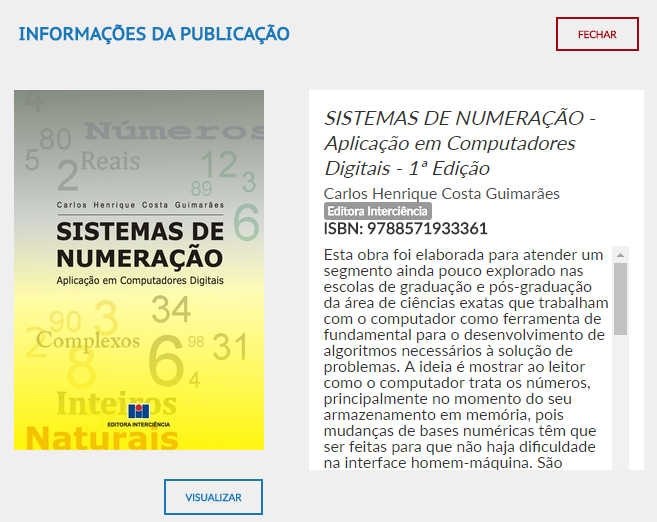 INFORMAÇÕES DA PUBLICAÇÃO
FECHAR
4
80
Números
5
Reais
2
12
89
3
Carlos Henrique Costa Guimarães
6
SISTEMAS DE
NUMERAÇÃO
Aplicação em Computadores Digitais
34
90
3
2
Complexos
8
6
98
31
4
Inteiros
EDITORA INTERCIÊNCIA
Naturais
VISUALIZAR
SISTEMAS DE NUMERAÇÃO -
Aplicação em Computadores
Digitais - 1ª Edição
Carlos Henrique Costa Guimarães
Editora Interciência
ISBN: 9788571933361
Esta obra foi elaborada para atender um
segmento ainda pouco explorado nas
escolas de graduação e pós-graduação
da área de ciências exatas que trabalham
com o computador como ferramenta de
fundamental para o desenvolvimento de
algoritmos necessários à solução de
problemas. A ideia é mostrar ao leitor
como o computador trata os números,
principalmente no momento do seu
armazenamento em memória, pois
mudanças de bases numéricas têm que
ser feitas para que não haja dificuldade
na interface homem-máquina. São